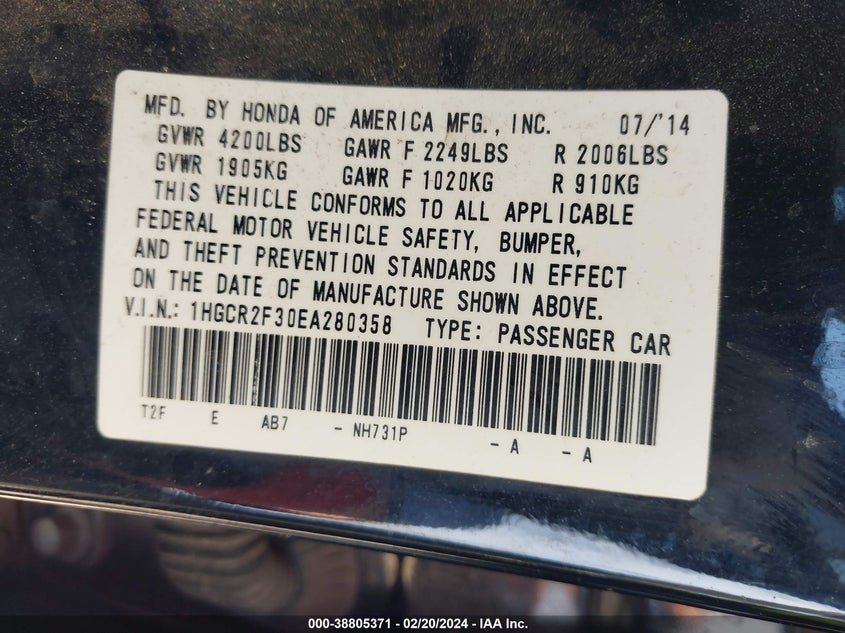 MFD. BY HONDA OF AMERICA MFG., INC. 07/'14
GVWR 4200LBS GAWR F 2249LBS R 2006LBS
GVWR 1905KG GAWR F 1020KG R 910KG
THIS VEHICLE CONFORMS TO ALL APPLICABLE
FEDERAL MOTOR VEHICLE SAFETY, BUMPER,
AND THEFT PREVENTION STANDARDS IN EFFECT
ON THE DATE OF MANUFACTURE SHOWN ABOVE.
V.I.N.: 1HGCR2F30EA280358 TYPE: PASSENGER CAR
T2F E AB7 - NH731P - A - A
000-38805371 - 02/20/2024 - IAA Inc.